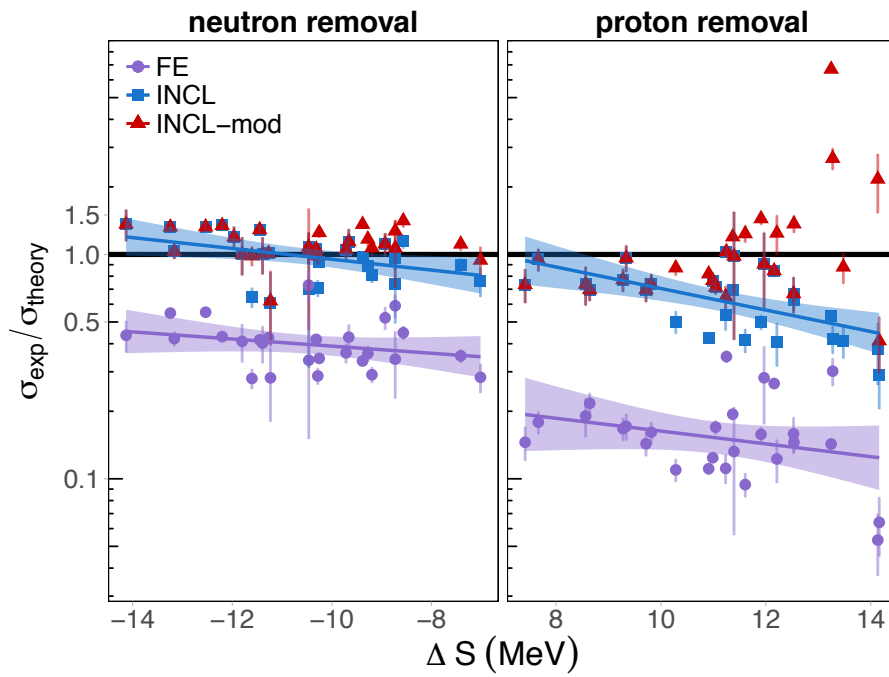 neutron removal
proton removal
FE
INCL
INCL−mod
σexp/σtheory
1.5
1.0
0.5
0.1
−14
−12
−10
−8
8
10
12
14
Δ S (MeV)